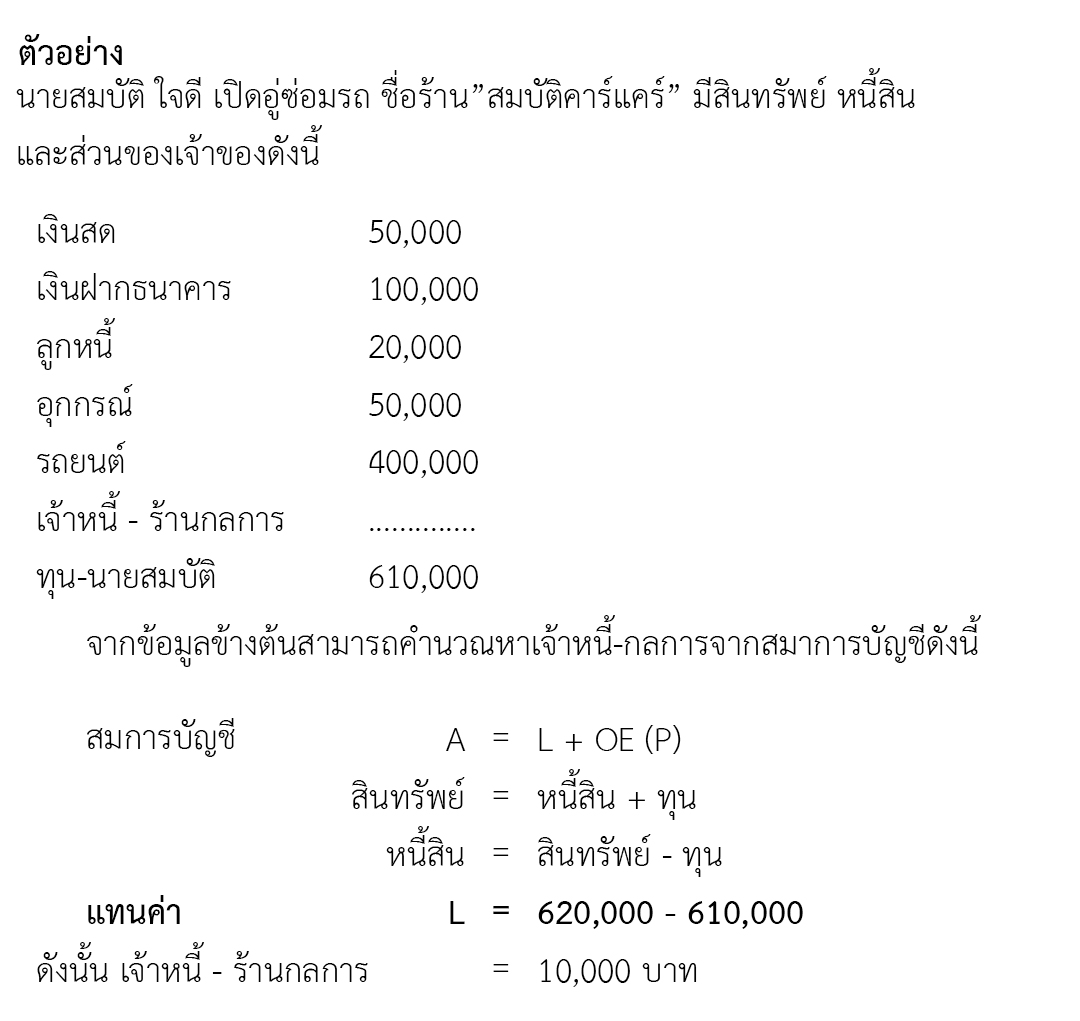 ตัวอย่าง
นายสมบัติ ใจดี เปิดอู่ซ่อมรถ ชื่อร้าน”สมบัติคาร์แคร์” มีสินทรัพย์ หนี้สิน
และส่วนของเจ้าของดังนี้
เงินสด 50,000
เงินฝากธนาคาร 100,000
ลูกหนี้ 20,000
อุกกรณ์ 50,000
รถยนต์ 400,000
เจ้าหนี้ - ร้านกลการ ..............
ทุน-นายสมบัติ 610,000
จากข้อมูลข้างต้นสามารถคำนวณหาเจ้าหนี้-กลการจากสมาการบัญชีดังนี้
สมการบัญชี A = L + OE (P)
สินทรัพย์ = หนี้สิน + ทุน
หนี้สิน = สินทรัพย์ - ทุน
แทนค่า L = 620,000 - 610,000
ดังนั้น เจ้าหนี้ - ร้านกลการ = 10,000 บาท